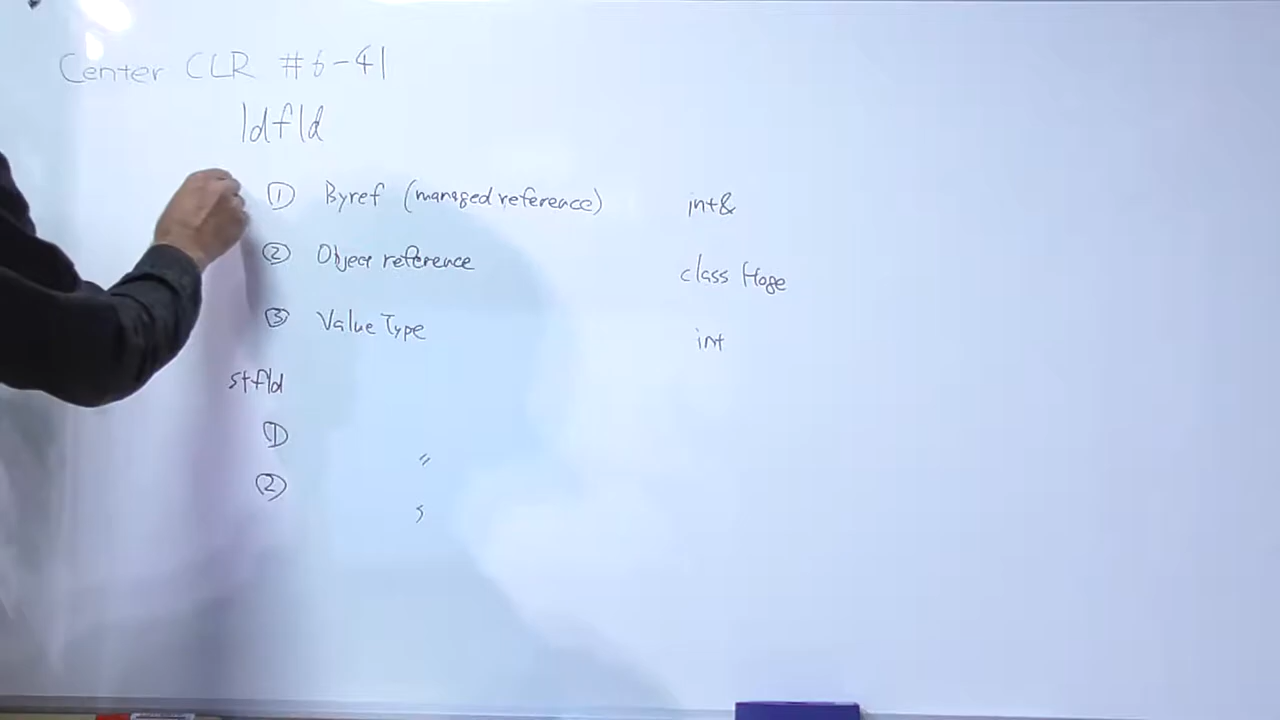 Center CLR #6-41
ldfld
① Byref (managed reference) int&
② Object reference class Hoge
③ Value Type int
stfld
① 〃
② 〃